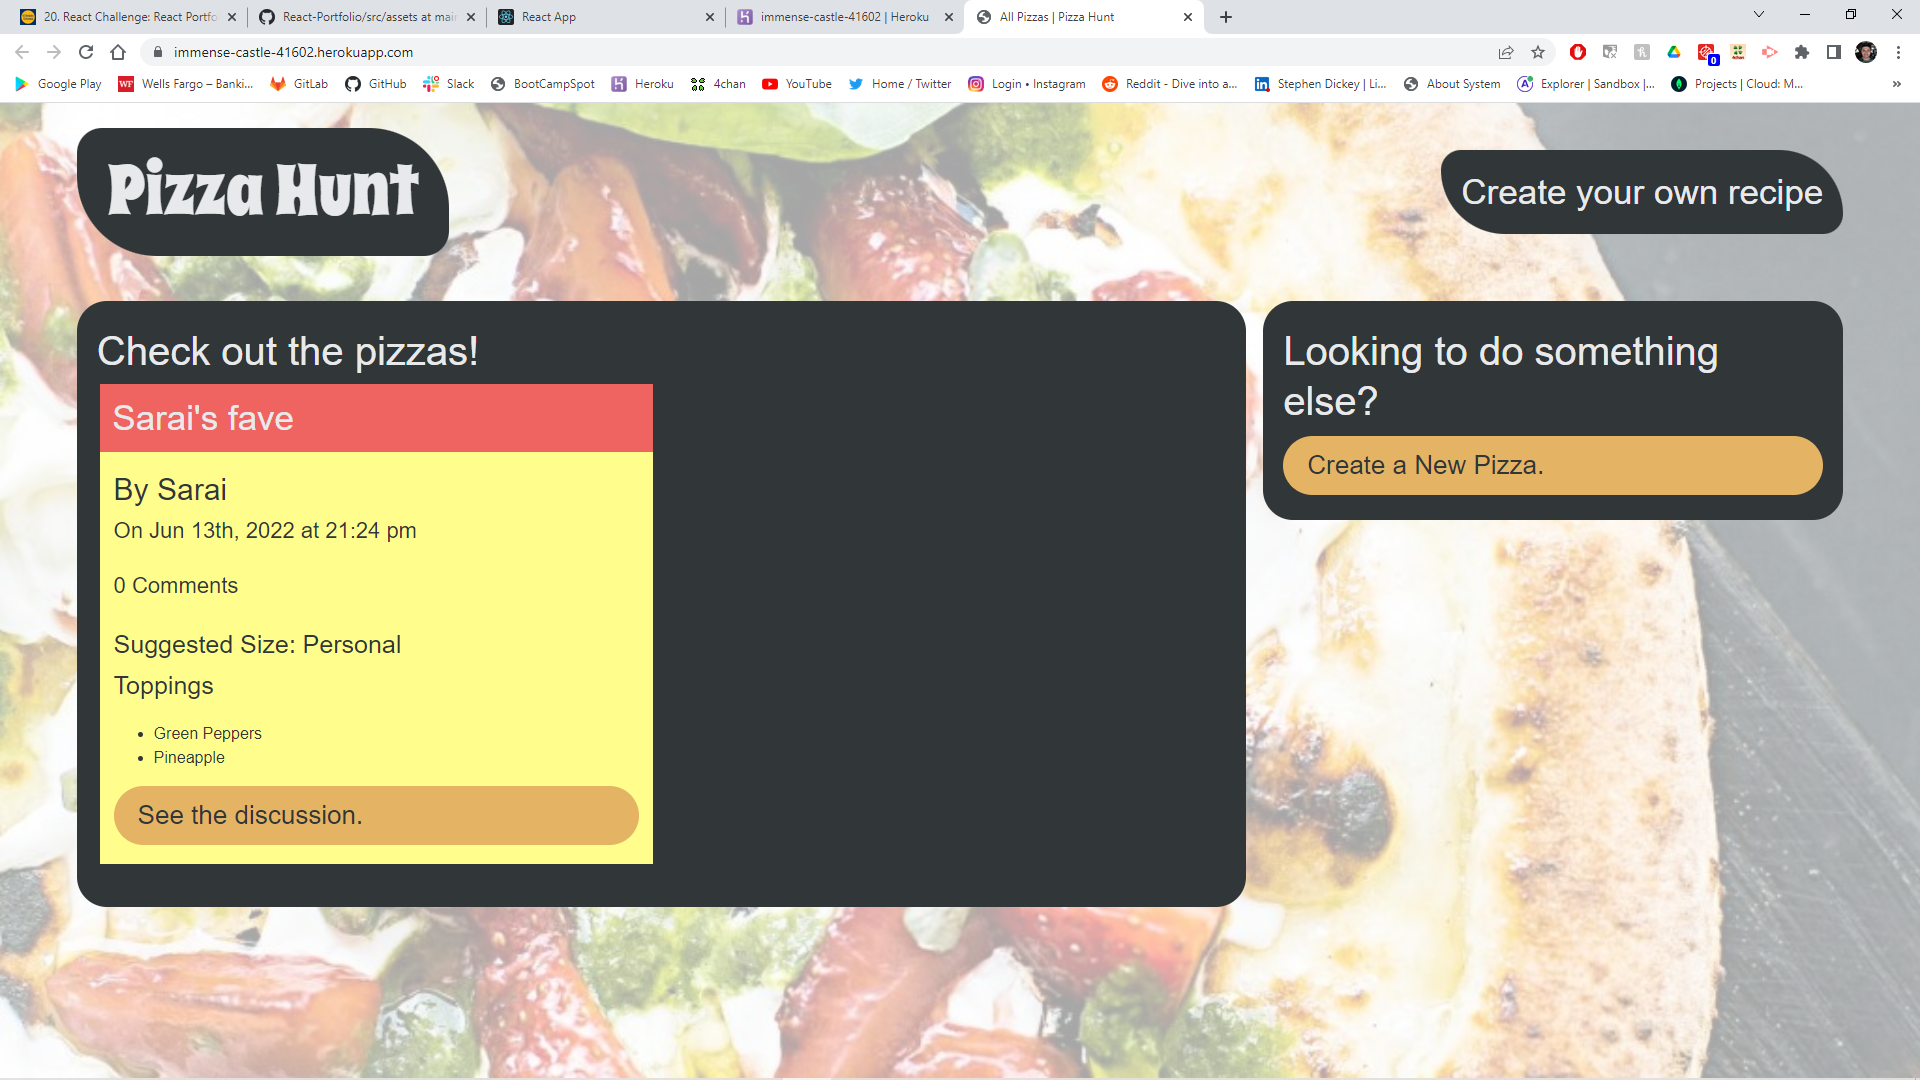 20. React Challenge: React Portfo
React-Portfolio/src/assets at mai
React App
immense-castle-41602 | Heroku
All Pizzas | Pizza Hunt
immense-castle-41602.herokuapp.com
0
Google Play
WF
Wells Fargo – Banki...
GitLab
GitHub
Slack
BootCampSpot
Heroku
4chan
YouTube
Home / Twitter
Login • Instagram
Reddit - Dive into a...
Stephen Dickey | Li...
About System
Explorer | Sandbox |...
Projects | Cloud: M...
Pizza Hunt
Create your own recipe
Check out the pizzas!
Sarai's fave
By Sarai
On Jun 13th, 2022 at 21:24 pm
0 Comments
Suggested Size: Personal
Toppings
• Green Peppers
• Pineapple
See the discussion.
Looking to do something
else?
Create a New Pizza.